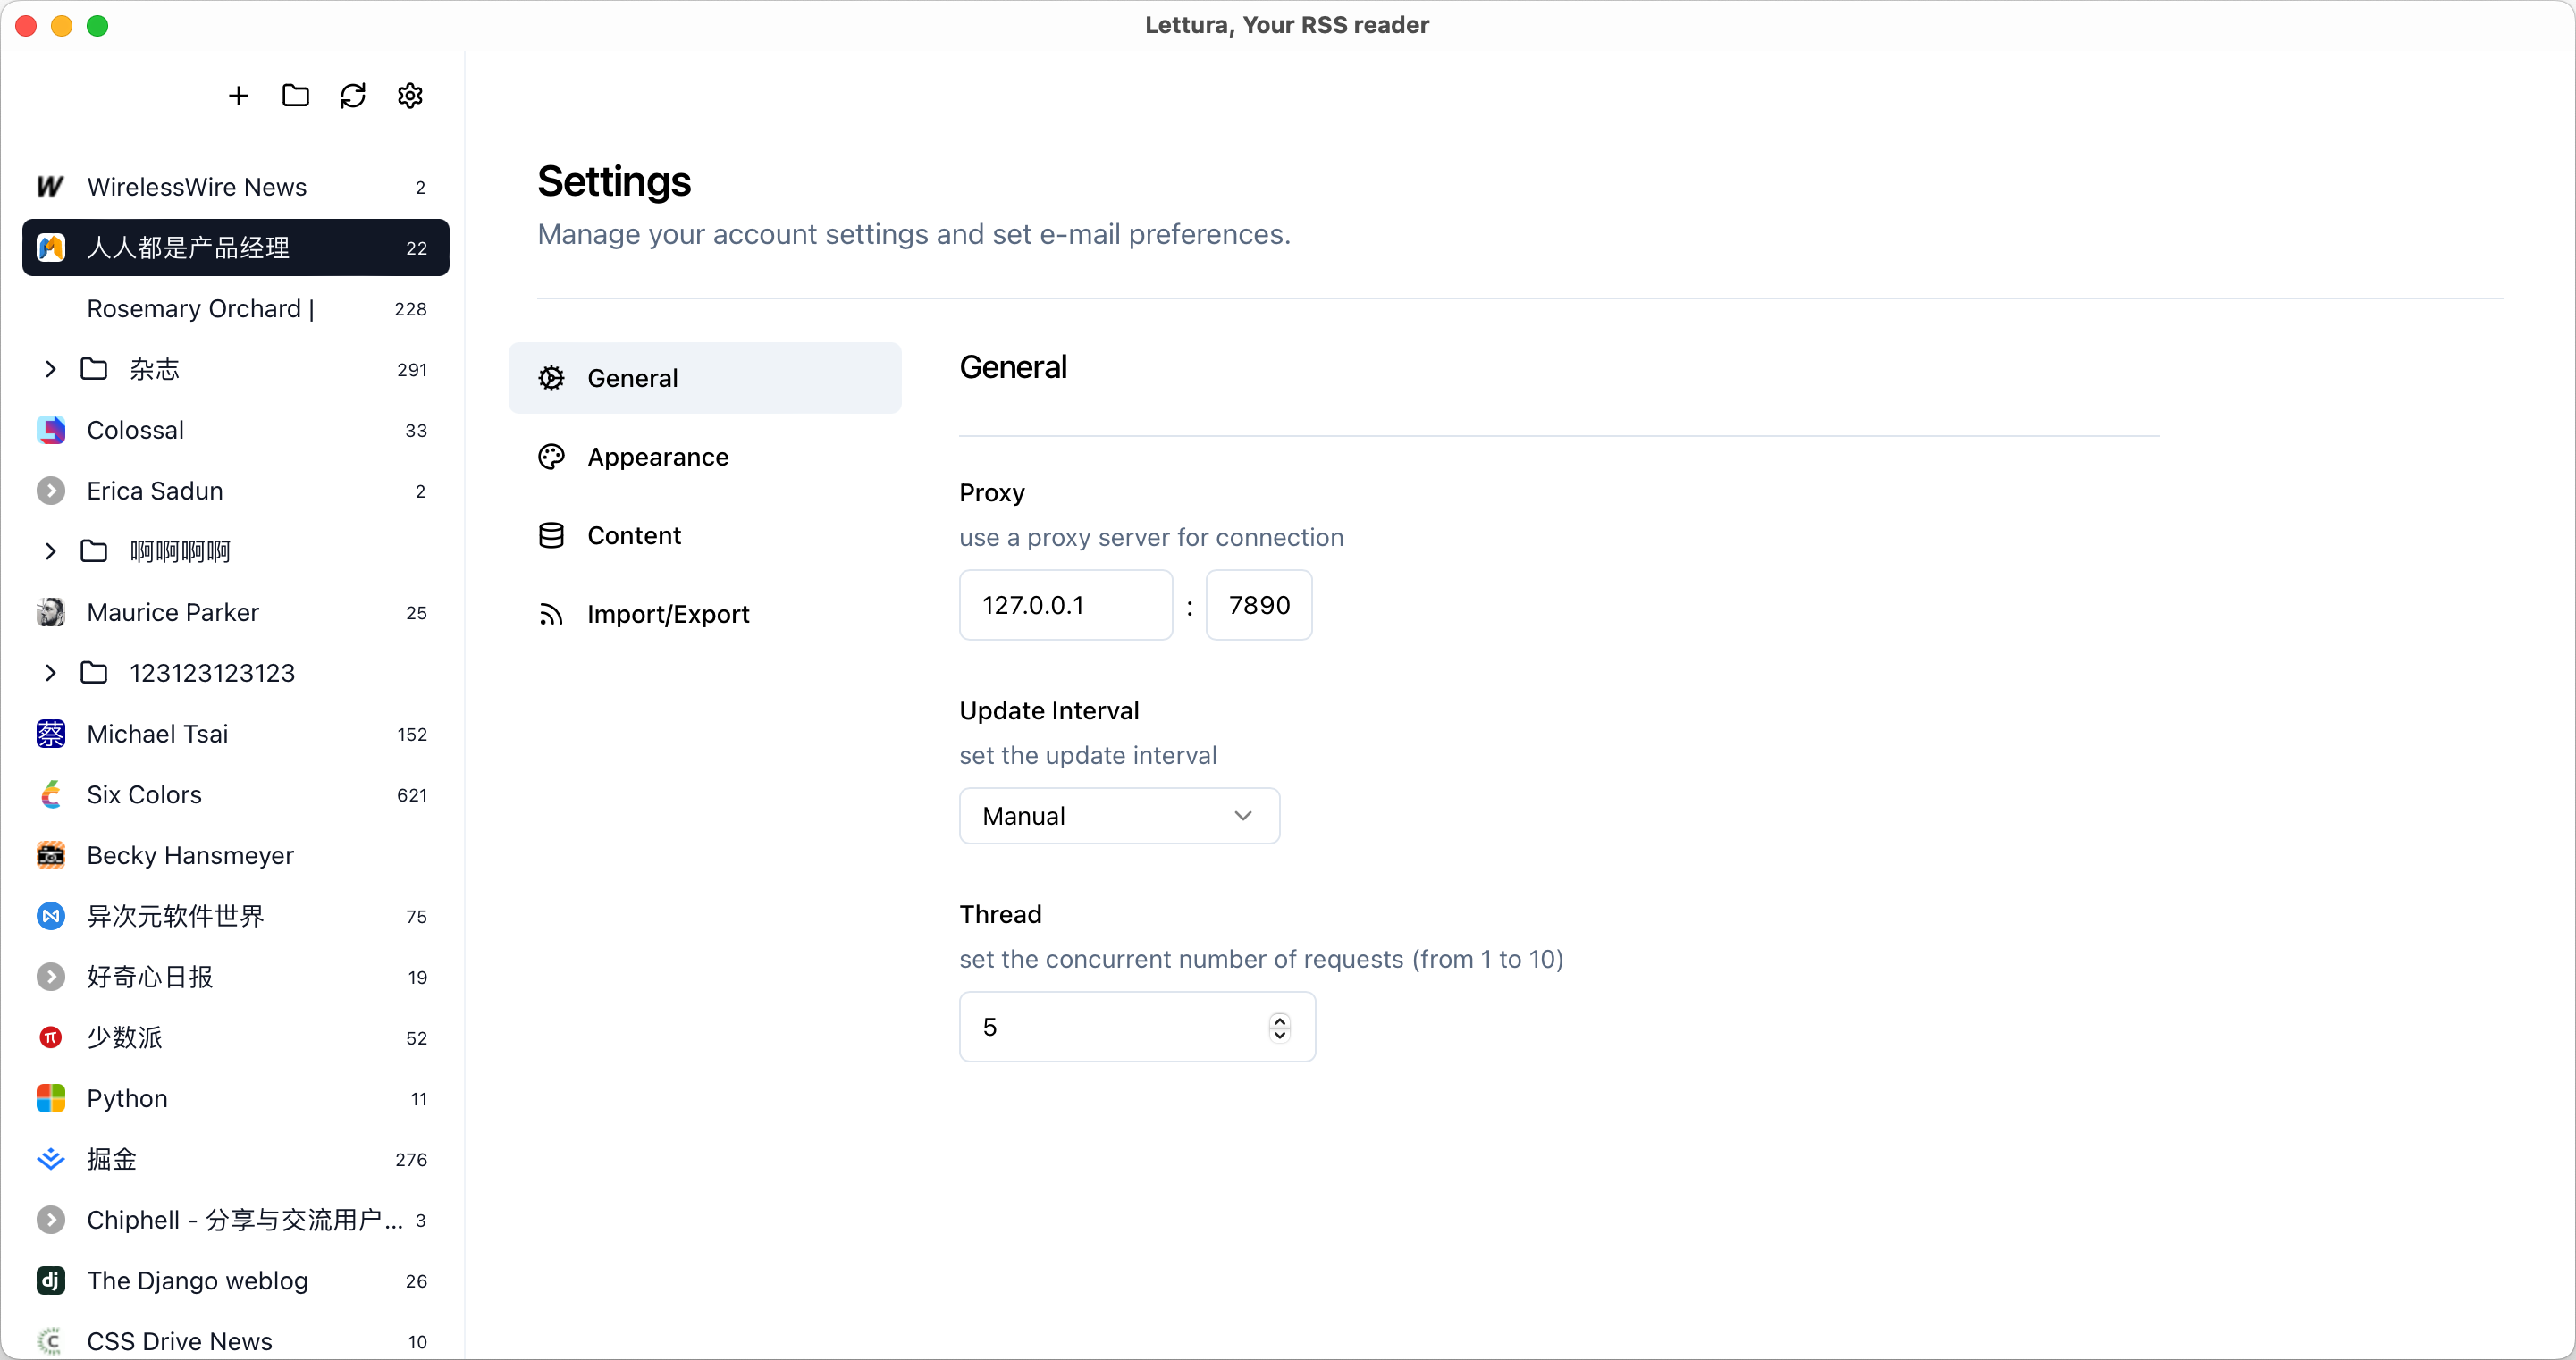 Lettura, Your RSS reader
W WirelessWire News 2
人人都是产品经理 22
Rosemary Orchard | 228
杂志 291
Colossal 33
Erica Sadun 2
啊啊啊啊
Maurice Parker 25
123123123123
蔡 Michael Tsai 152
Six Colors 621
Becky Hansmeyer
异次元软件世界 75
好奇心日报 19
π 少数派 52
Python 11
掘金 276
Chiphell - 分享与交流用户... 3
dj The Django weblog 26
C CSS Drive News 10
Settings
Manage your account settings and set e-mail preferences.
General
Appearance
Content
Import/Export
General
Proxy
use a proxy server for connection
127.0.0.1 : 7890
Update Interval
set the update interval
Manual
Thread
set the concurrent number of requests (from 1 to 10)
5